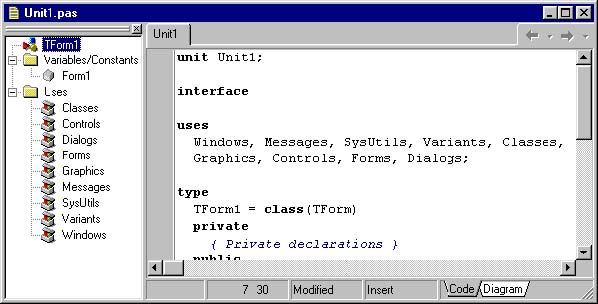 Unit1.pas
TForm1
Variables/Constants
Form1
Uses
Classes
Controls
Dialogs
Forms
Graphics
Messages
SysUtils
Variants
Windows
Unit1
unit Unit1;
interface
uses
Windows, Messages, SysUtils, Variants, Classes,
Graphics, Controls, Forms, Dialogs;
type
TForm1 = class(TForm)
private
{ Private declarations }
public
7 30 Modified Insert Code Diagram